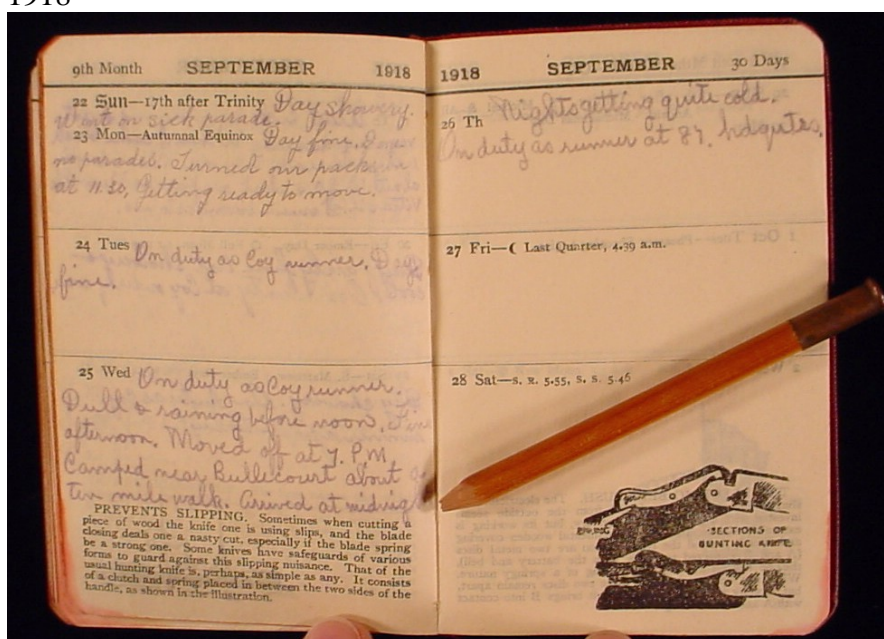 1918
9th Month SEPTEMBER 1918
22 Sun—17th after Trinity Day showery.
Went on sick parade.
23 Mon—Autumnal Equinox Day fine.
no parades. Turned our packs in
at 11.30, Getting ready to move.
24 Tues On duty as Coy runner. Day
fine.
25 Wed On duty as Coy runner.
Dull & raining before noon, Fine
afternoon. Moved off at 7. P.M
Camped near Bullecourt about a
ten mile walk. Arrived at midnight
PREVENTS SLIPPING. Sometimes when cutting a
piece of wood the knife one is using slips, and the blade
closing deals one a nasty cut, especially if the blade spring
be a strong one. Some knives have safeguards of various
forms to guard against this slipping nuisance. That of the
usual hunting knife is, perhaps, as simple as any. It consists
of a clutch and spring placed in between the two sides of the
handle, as shown in the illustration.
1918 SEPTEMBER 30 Days
26 Th Nights getting quite cold.
On duty as runner at 87. hdqutrs.
27 Fri—☾ Last Quarter, 4.39 a.m.
28 Sat—S. R. 5.55, S. S. 5.46
SECTIONS OF
HUNTING KNIFE